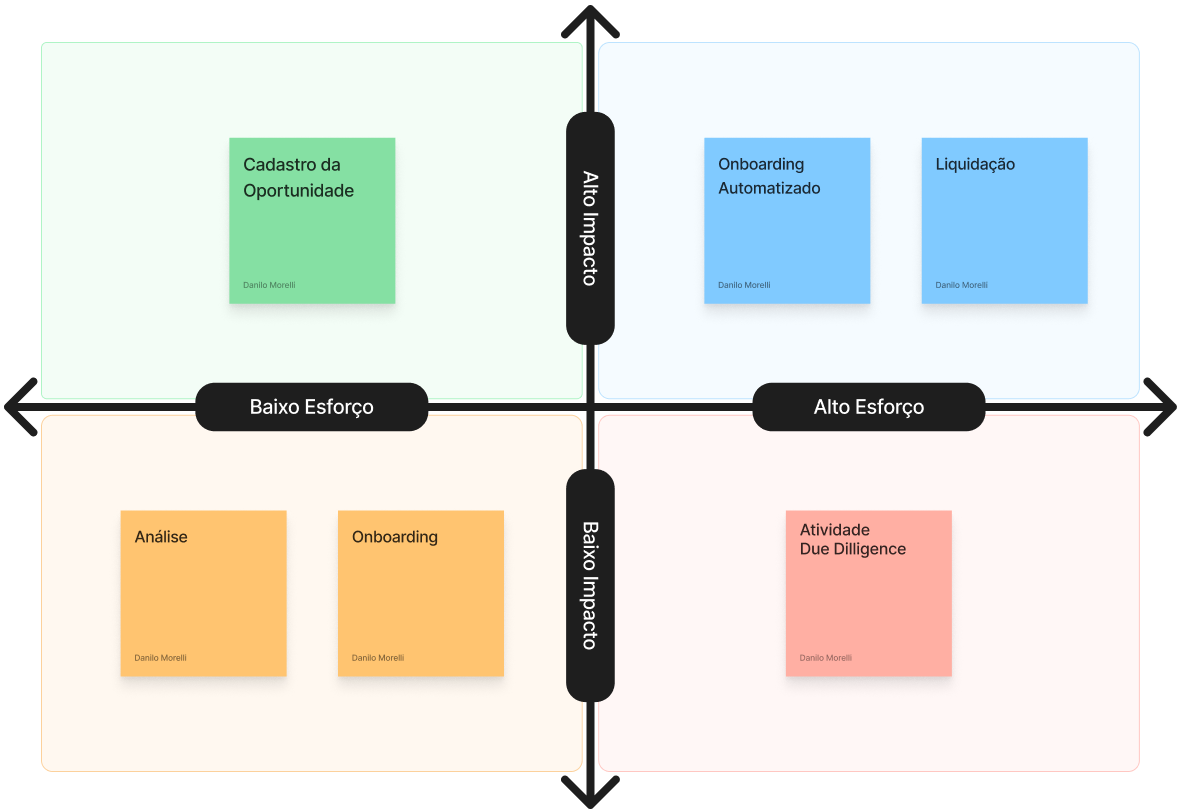 Alto Impacto
Cadastro da
Oportunidade
Danilo Morelli
Onboarding
Automatizado
Danilo Morelli
Liquidação
Danilo Morelli
Baixo Esforço
Alto Esforço
Baixo Impacto
Análise
Danilo Morelli
Onboarding
Danilo Morelli
Atividade
Due Dilligence
Danilo Morelli